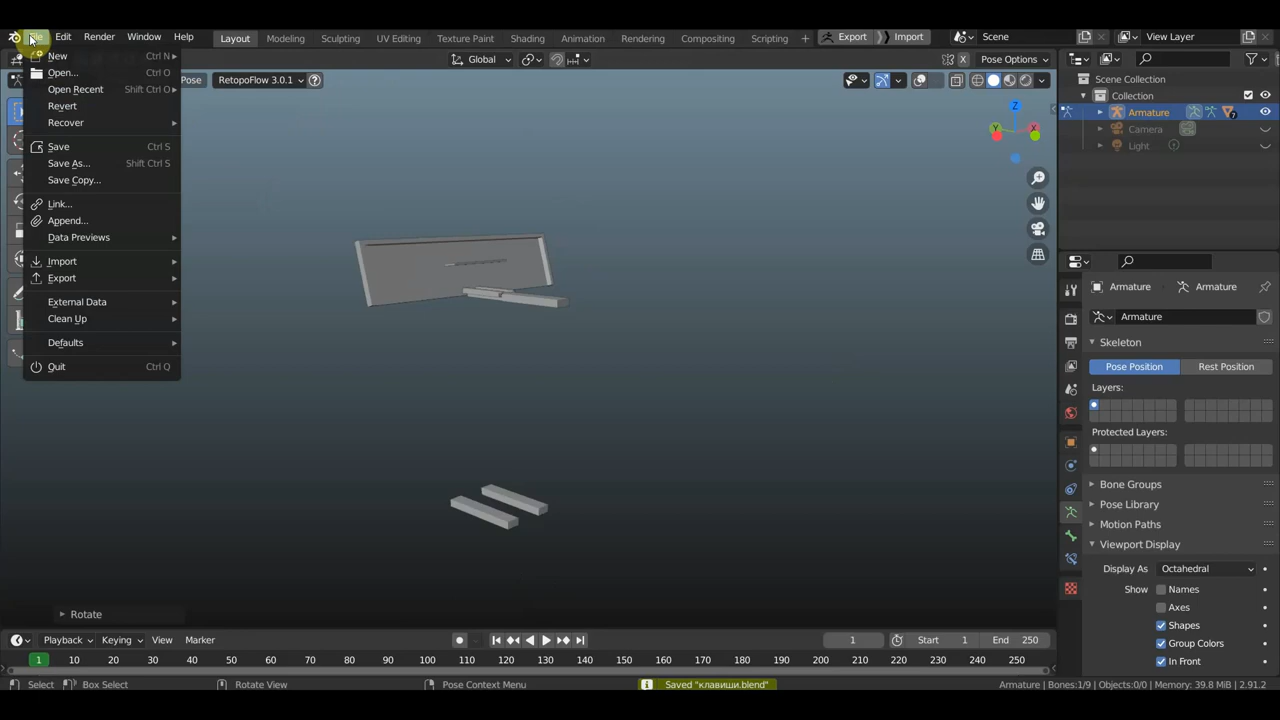 File Edit Render Window Help Layout Modeling Sculpting UV Editing Texture Paint Shading Animation Rendering Compositing Scripting + Export Import Scene View Layer
Global Pose Options
Pose RetopoFlow 3.0.1
New Ctrl N
Open... Ctrl O
Open Recent Shift Ctrl O
Revert
Recover
Save Ctrl S
Save As... Shift Ctrl S
Save Copy...
Link...
Append...
Data Previews
Import
Export
External Data
Clean Up
Defaults
Quit Ctrl Q
Z
Y X
Scene Collection
Collection
Armature 7
Camera
Light
Armature Armature
Armature
Skeleton
Pose Position Rest Position
Layers:
Protected Layers:
Bone Groups
Pose Library
Motion Paths
Viewport Display
Display As Octahedral
Show Names
Axes
Shapes
Group Colors
In Front
Rotate
Playback Keying View Marker 1 Start 1 End 250
1 10 20 30 40 50 60 70 80 90 100 110 120 130 140 150 160 170 180 190 200 210 220 230 240 250
Select Box Select Rotate View Pose Context Menu Saved "клавиши.blend" Armature | Bones:1/9 | Objects:0/0 | Memory: 39.8 MiB | 2.91.2